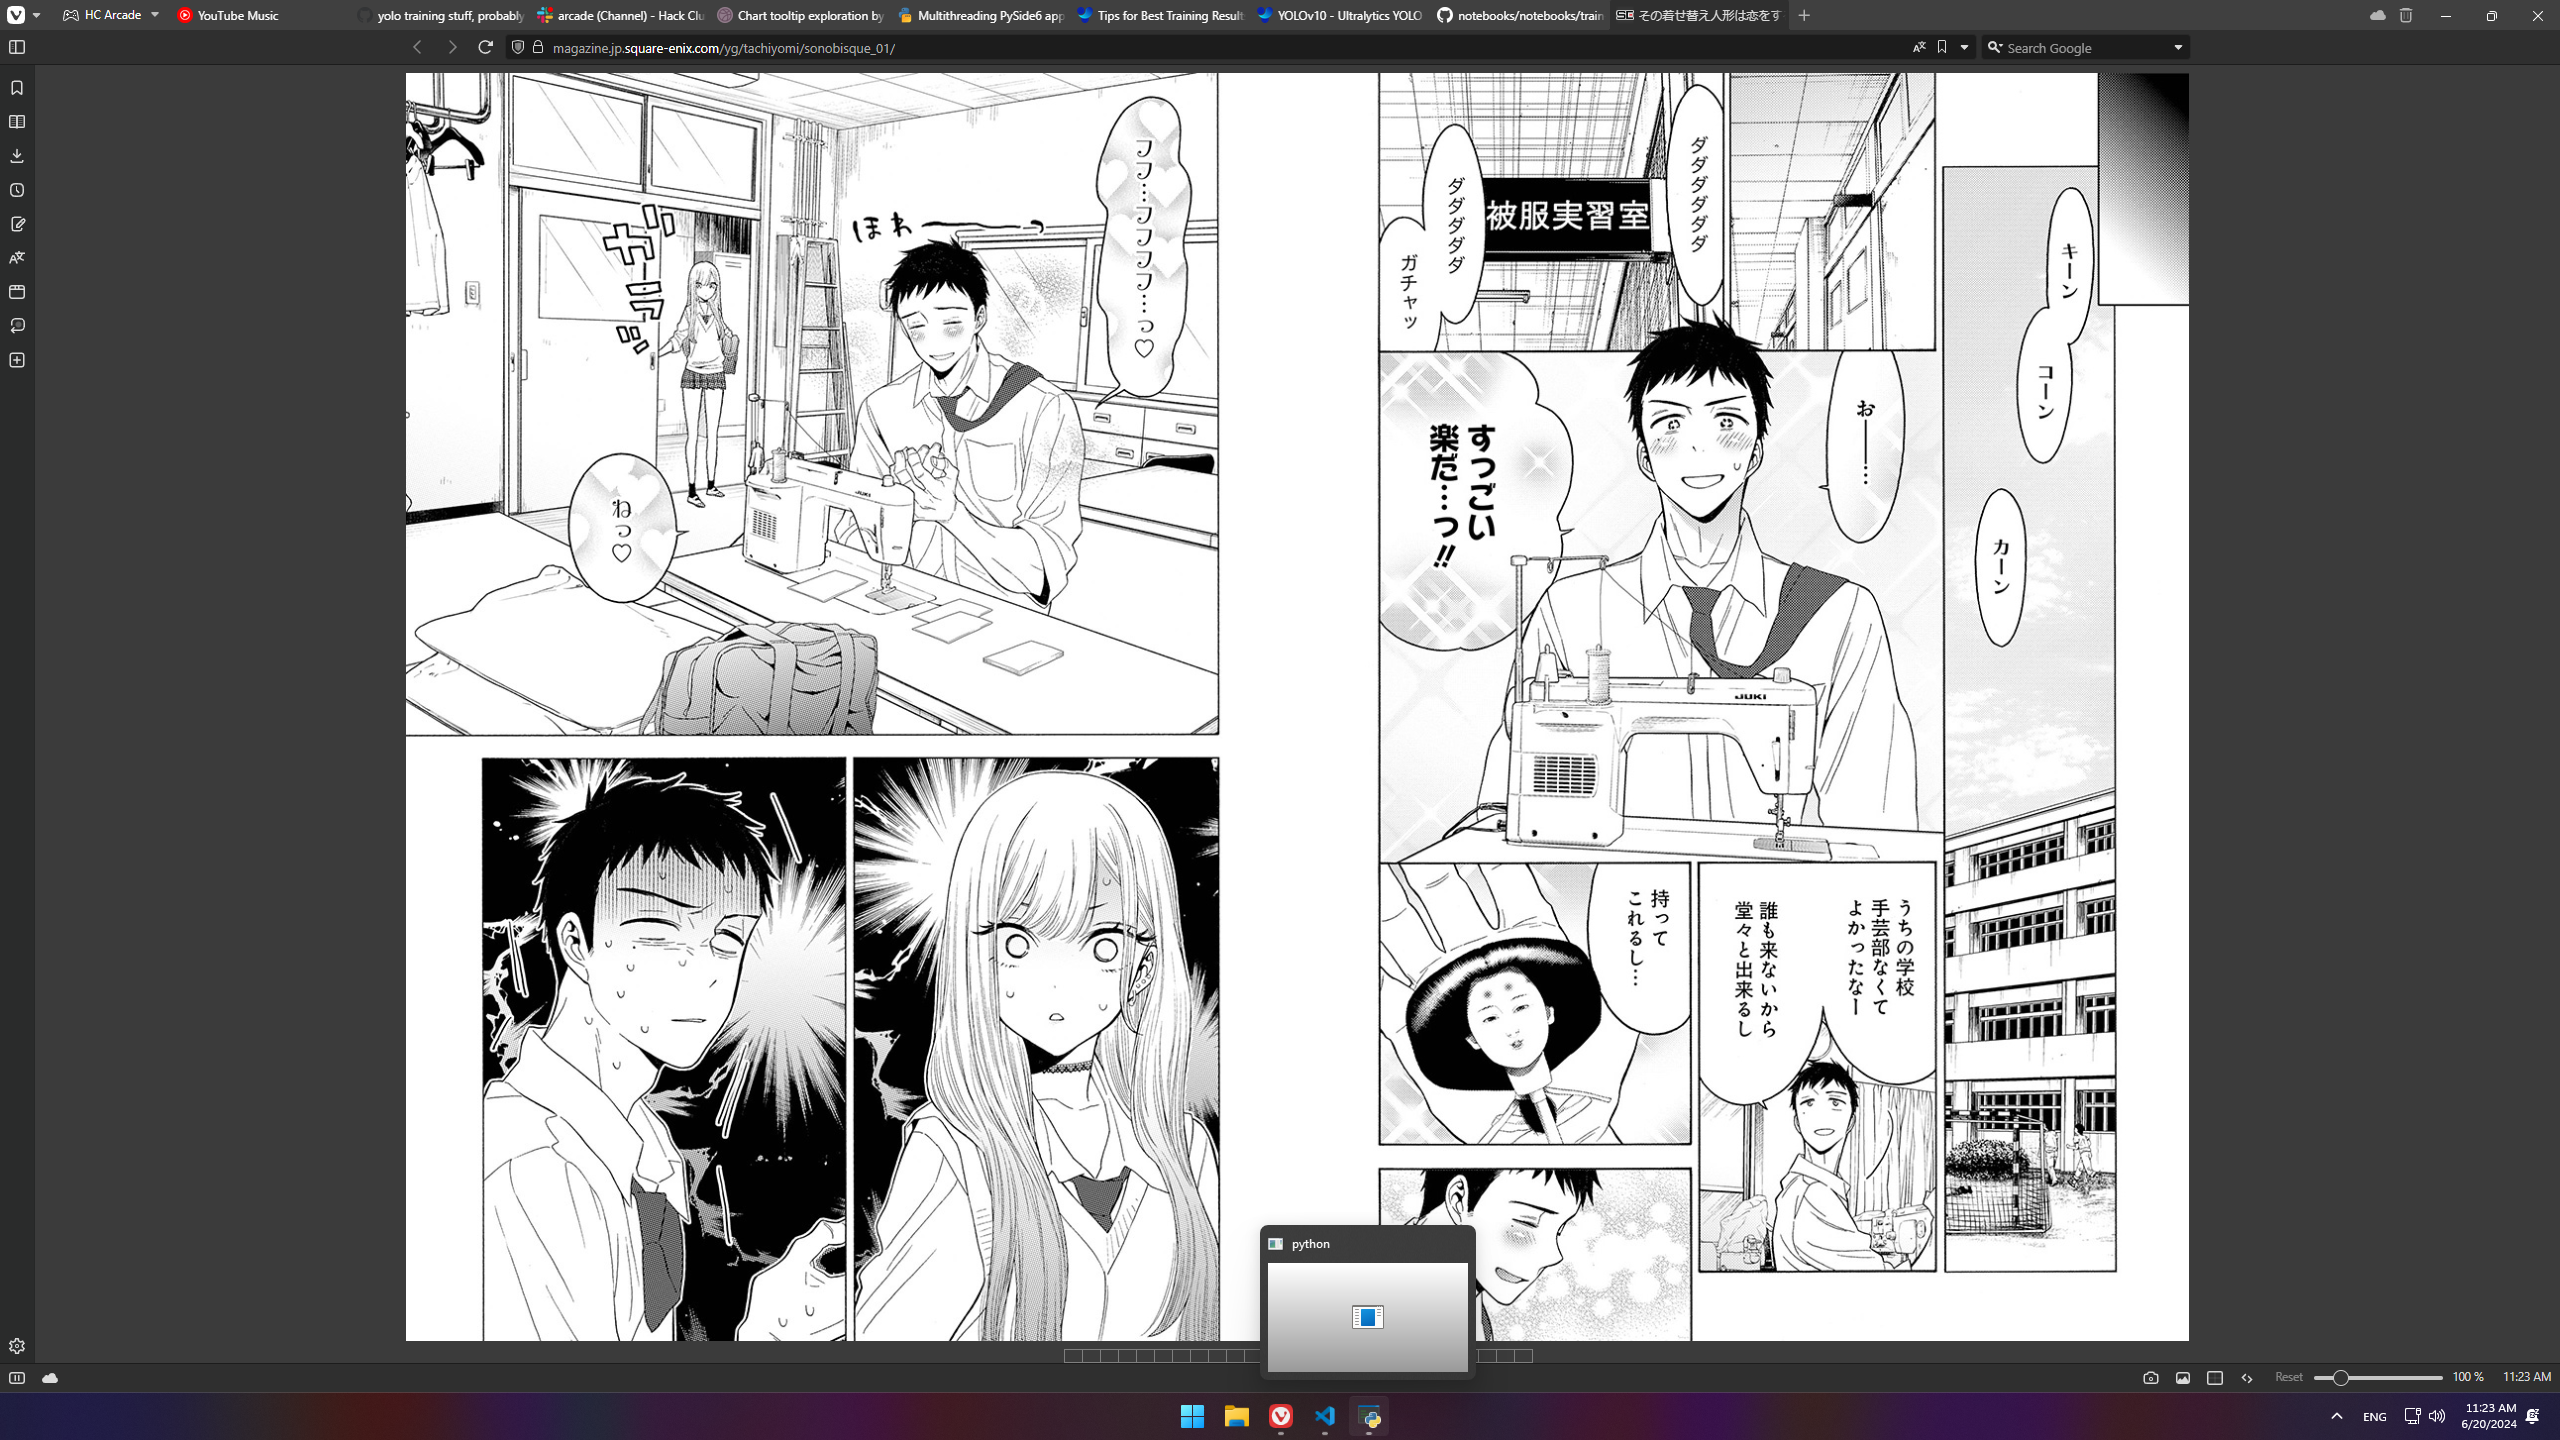 HC Arcade
YouTube Music
yolo training stuff, probably
arcade (Channel) - Hack Clu
Chart tooltip exploration by
Multithreading PySide6 app
Tips for Best Training Result
YOLOv10 - Ultralytics YOLO
notebooks/notebooks/train
その着せ替え人形は恋をす
magazine.jp.square-enix.com/yg/tachiyomi/sonobisque_01/
Search Google
キーン
コーン
カーン
ダダダダダダ
被服実習室
ダダダダダ
ガチャッ
お――…
すっごい
楽だ…っ!!
JUKI
うちの学校
手芸部なくて
よかったなー
誰も来ないから
堂々と出来るし
持って
これるし…
フフ…フフフフ…っ♡
ほわーーっ
ガーラッ
ねっ♡
JUKI
python
Reset
100 %
11:23 AM
ENG
11:23 AM
6/20/2024